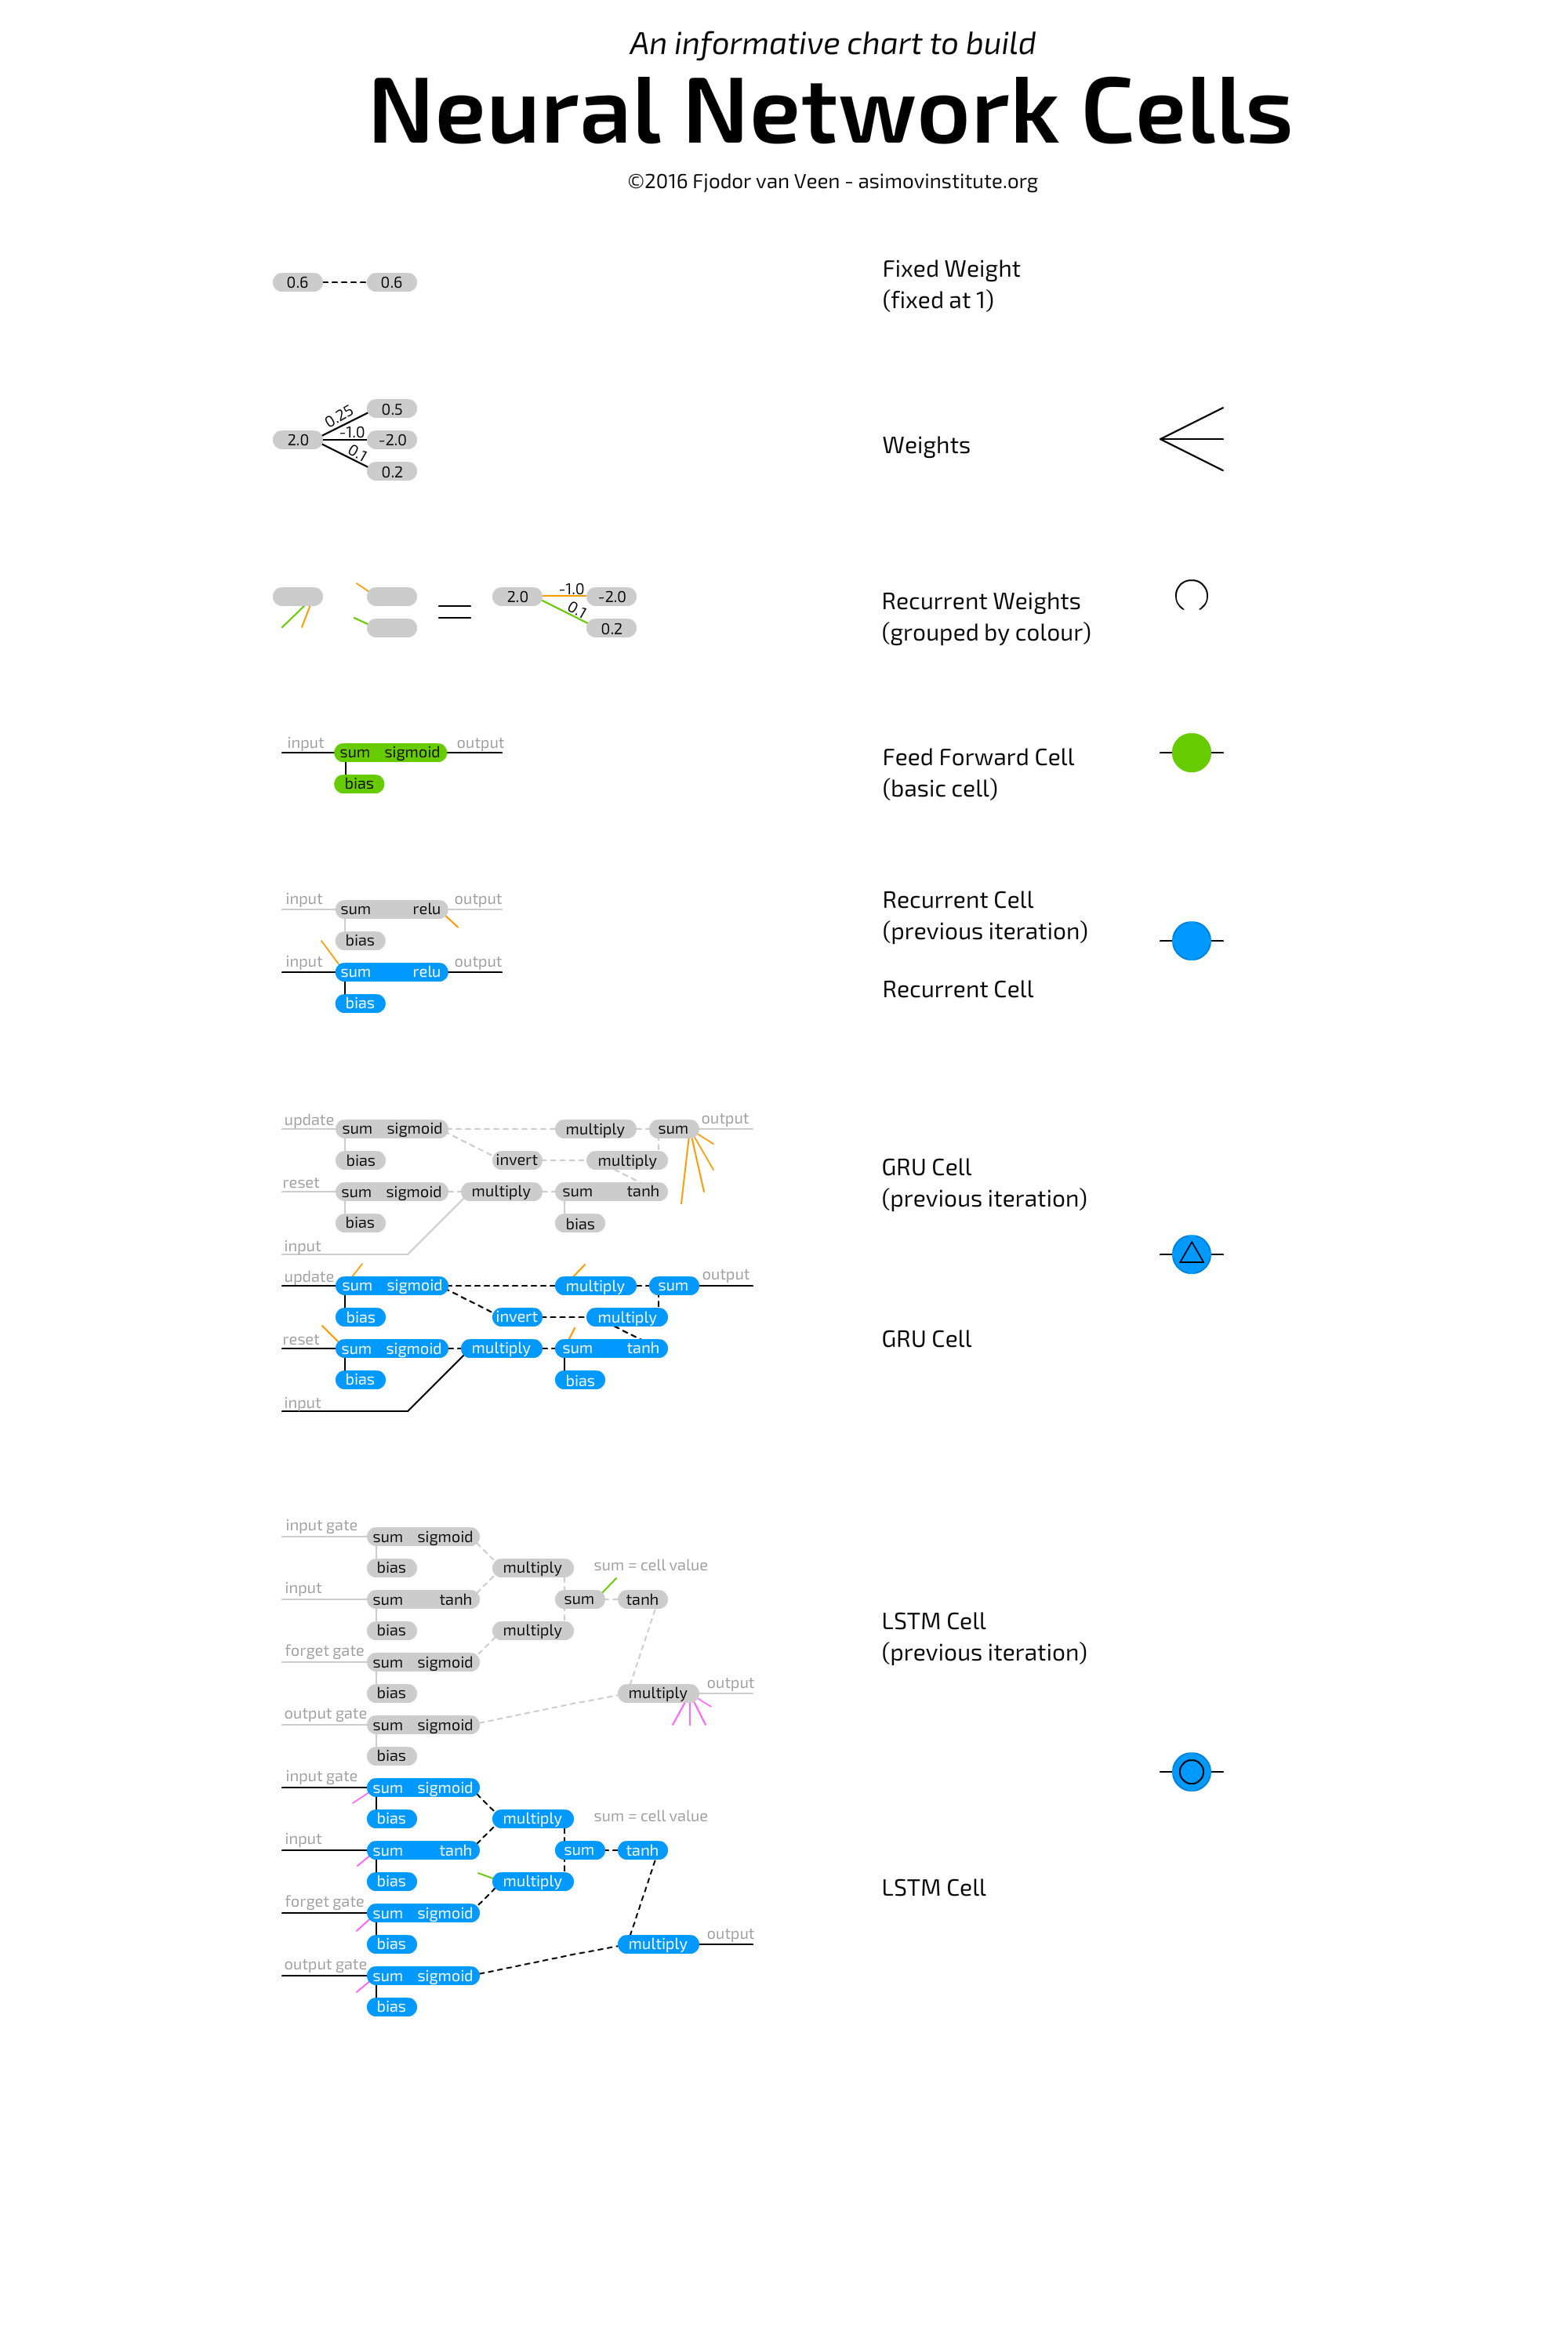 An informative chart to build
Neural Network Cells
©2016 Fjodor van Veen - asimovinstitute.org
0.6 0.6
Fixed Weight
(fixed at 1)
0.25 0.5
2.0 -1.0 -2.0
0.1 0.2
Weights
2.0 -1.0 -2.0
0.1 0.2
Recurrent Weights
(grouped by colour)
input sum sigmoid output
bias
Feed Forward Cell
(basic cell)
input sum relu output
bias
input sum relu output
bias
Recurrent Cell
(previous iteration)
Recurrent Cell
update sum sigmoid multiply sum output
bias invert multiply
reset sum sigmoid multiply sum tanh
bias bias
input
GRU Cell
(previous iteration)
update sum sigmoid multiply sum output
bias invert multiply
reset sum sigmoid multiply sum tanh
bias bias
input
GRU Cell
input gate sum sigmoid
bias multiply sum = cell value
input sum tanh sum tanh
bias multiply
forget gate sum sigmoid
bias multiply output
output gate sum sigmoid
bias
LSTM Cell
(previous iteration)
input gate sum sigmoid
bias multiply sum = cell value
input sum tanh sum tanh
bias multiply
forget gate sum sigmoid
bias multiply output
output gate sum sigmoid
bias
LSTM Cell